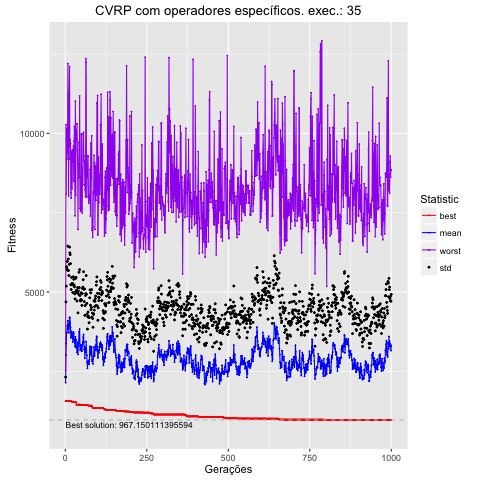 CVRP com operadores específicos. exec.: 35
Fitness
10000
5000
Best solution: 967.150111395594
0
250
500
750
1000
Gerações
Statistic
best
mean
worst
std